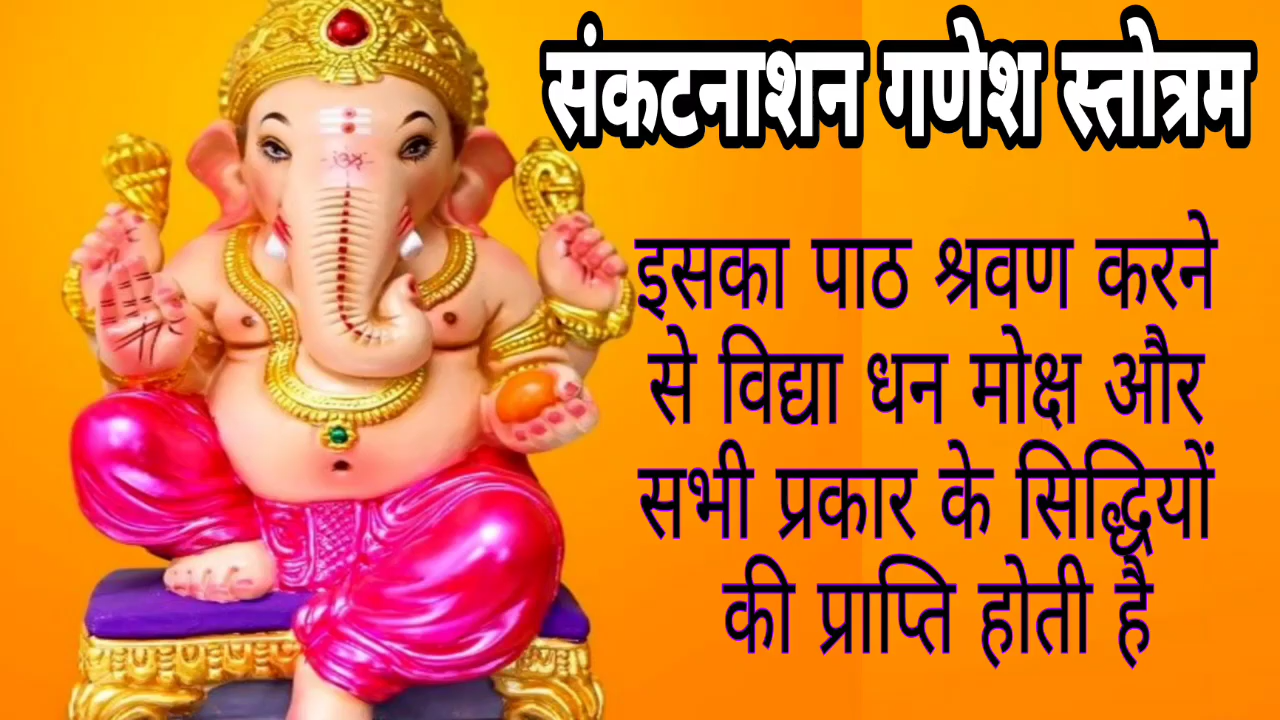 संकटनाशन गणेश स्तोत्रम
इसका पाठ श्रवण करने
से विद्या धन मोक्ष और
सभी प्रकार के सिद्धियों
की प्राप्ति होती है